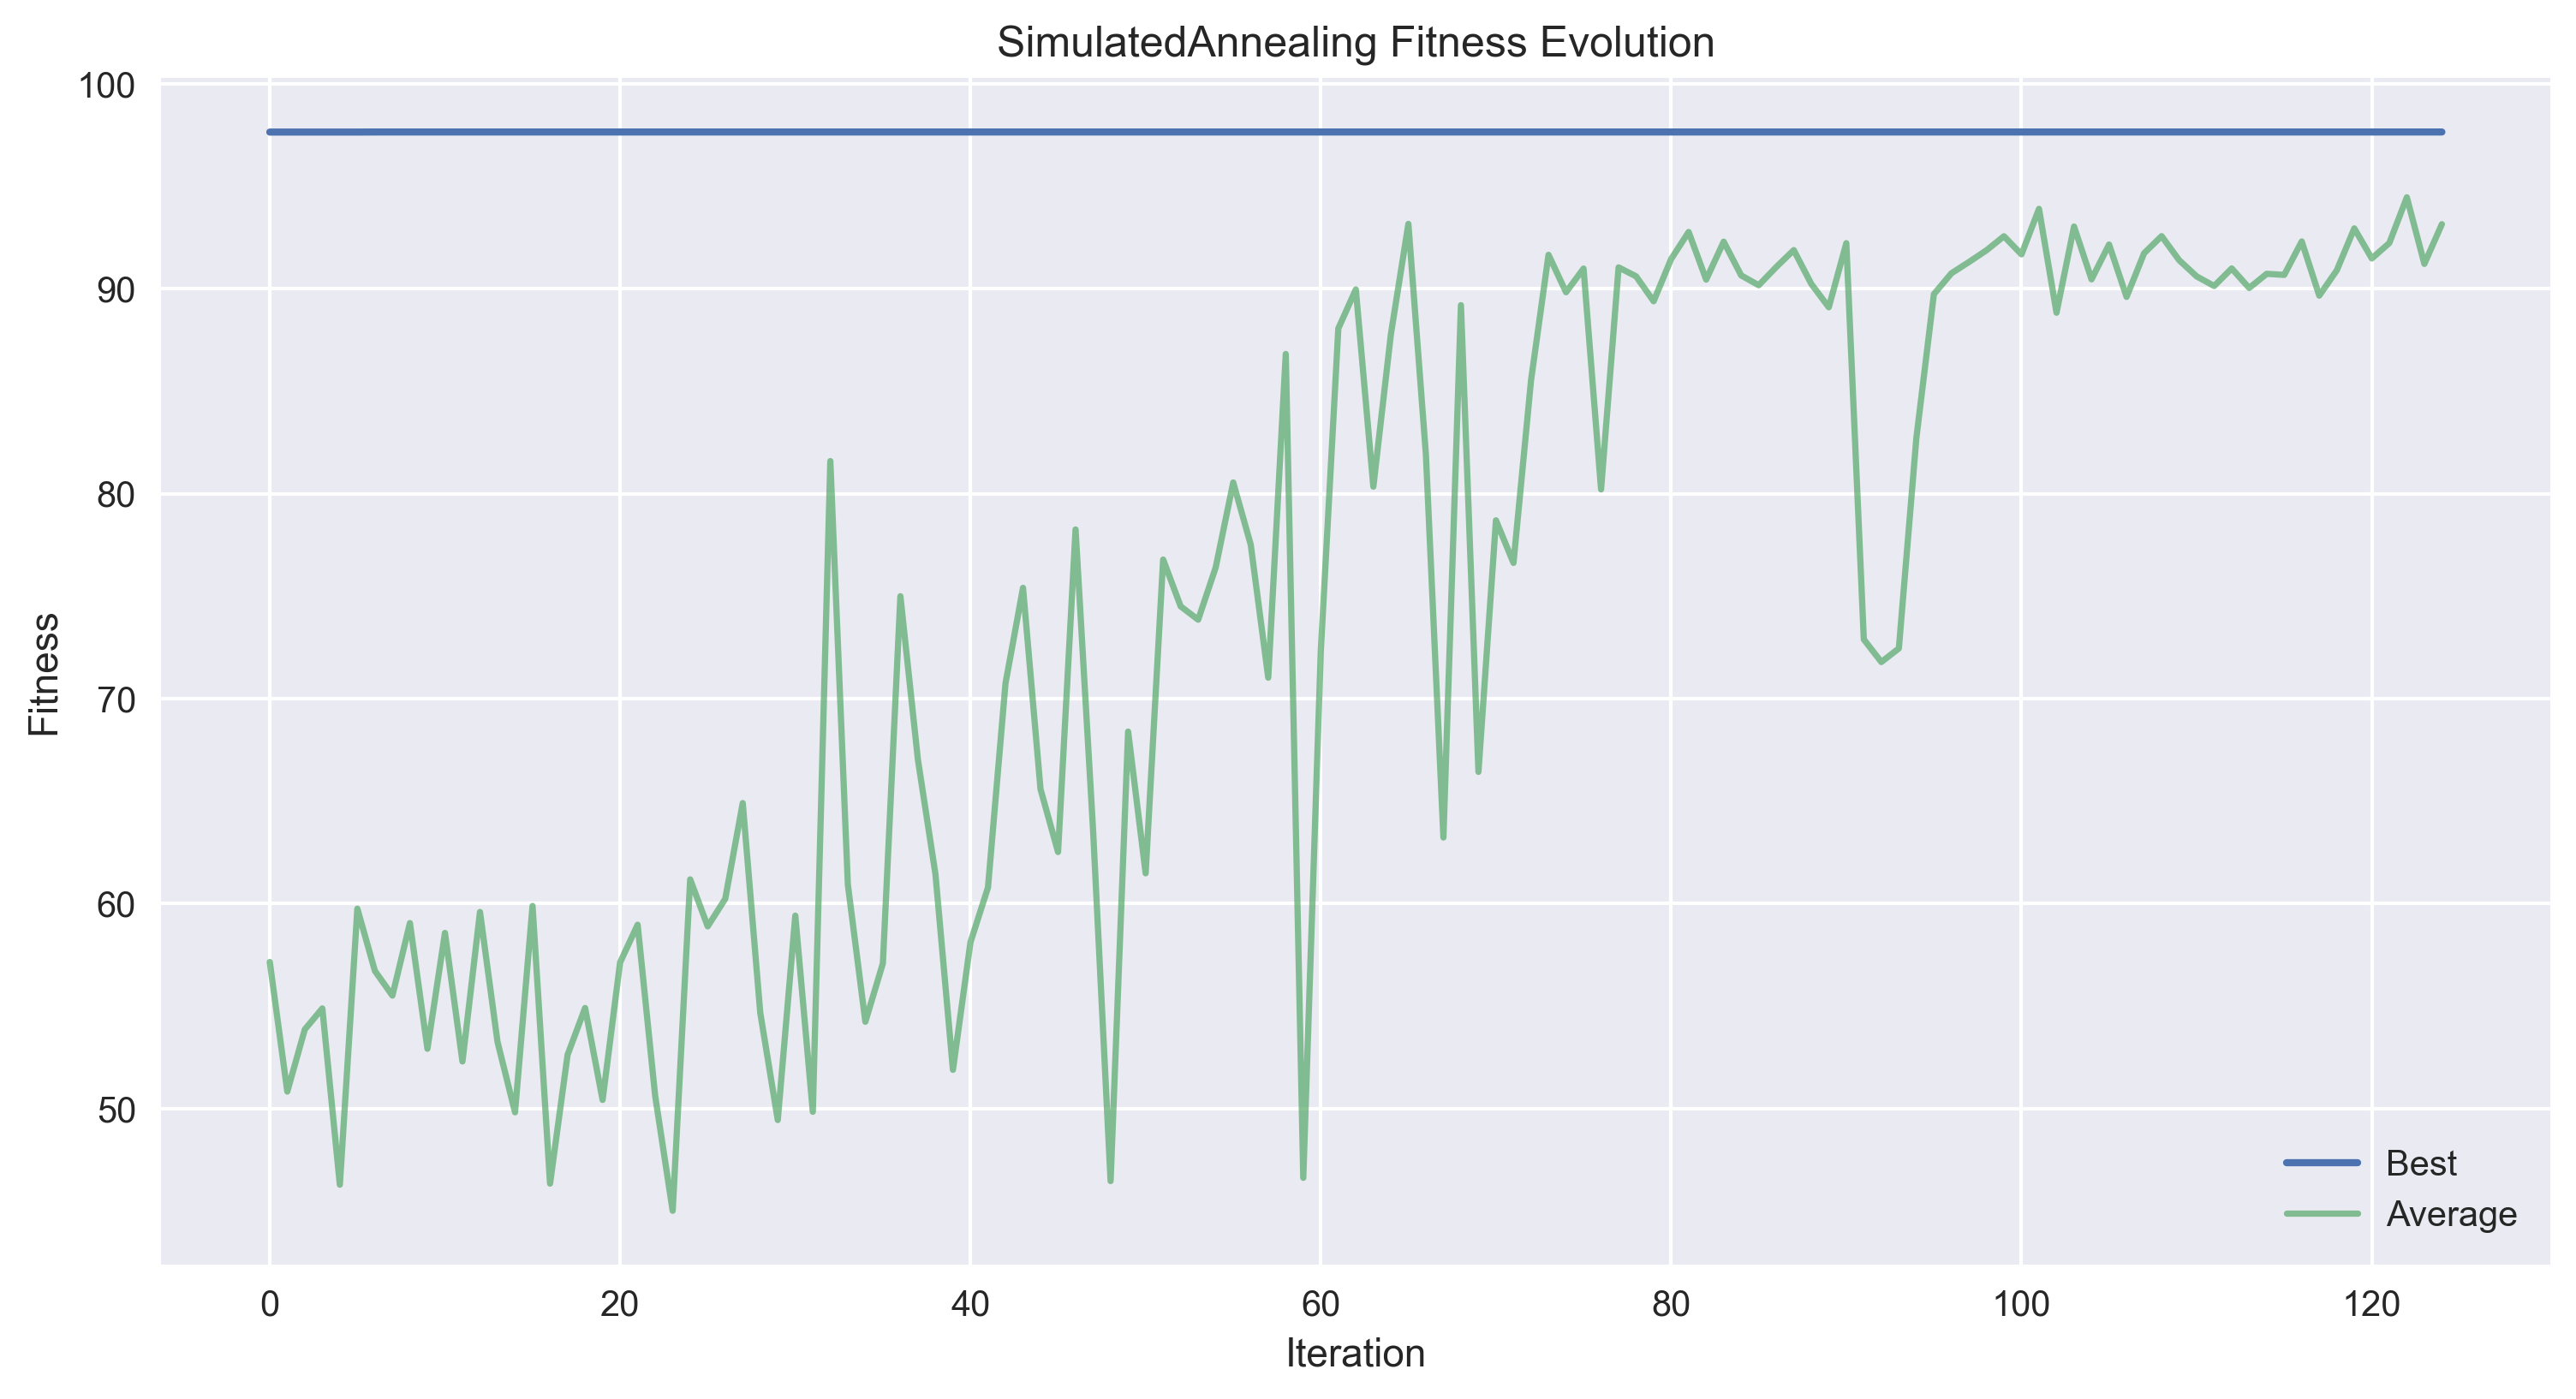 SimulatedAnnealing Fitness Evolution
100
90
80
70
60
50
Fitness
0 20 40 60 80 100 120
Iteration
Best
Average